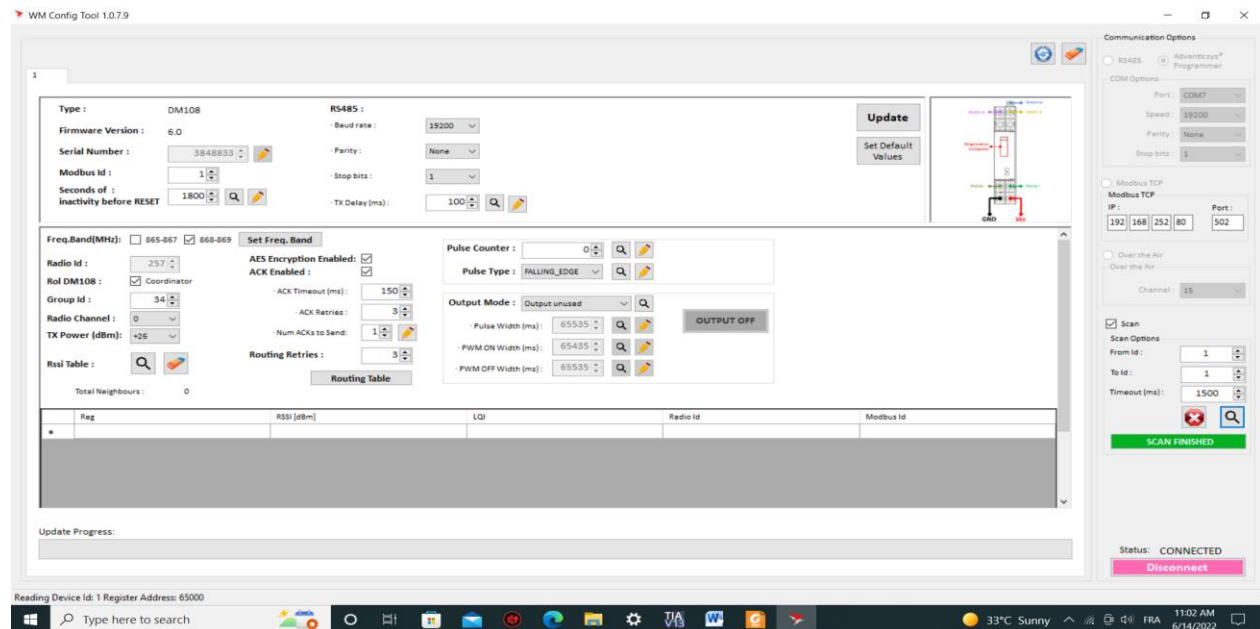 WM Config Tool 1.0.7.9
1
Type : DM108
Firmware Version : 6.0
Serial Number : 3848833
Modbus Id : 1
Seconds of :
inactivity before RESET 1800
RS485 :
· Baud rate : 19200
· Parity : None
· Stop bits : 1
· TX Delay (ms) : 100
Update
Set Default
Values
GND Vcc
Freq.Band(MHz): 865-867 868-869 Set Freq. Band
Radio Id : 257
Rol DM108 : Coordinator
Group Id : 34
Radio Channel : 0
TX Power (dBm): +26
Rssi Table :
Total Neighbours : 0
AES Encryption Enabled:
ACK Enabled :
· ACK Timeout (ms) : 150
· ACK Retries : 3
· Num ACKs to Send: 1
Routing Retries : 3
Routing Table
Pulse Counter : 0
Pulse Type : FALLING_EDGE
Output Mode : Output unused
· Pulse Width (ms) : 65535
· PWM ON Width (ms) : 65435
· PWM OFF Width (ms) : 65535
OUTPUT OFF
Reg RSSI [dBm] LQI Radio Id Modbus Id
Update Progress:
Communication Options
RS485 Advanticsys®
Programmer
COM Options
Port : COM7
Speed : 19200
Parity : None
Stop bits : 1
Modbus TCP
Modbus TCP
IP : Port :
192 168 252 80 502
Over the Air
Over the Air
Channel : 15
Scan
Scan Options
From Id : 1
To Id : 1
Timeout (ms) : 1500
SCAN FINISHED
Status: CONNECTED
Disconnect
Reading Device Id: 1 Register Address: 65000
Type here to search
TIA
V13
33°C Sunny
FRA
11:02 AM
6/14/2022